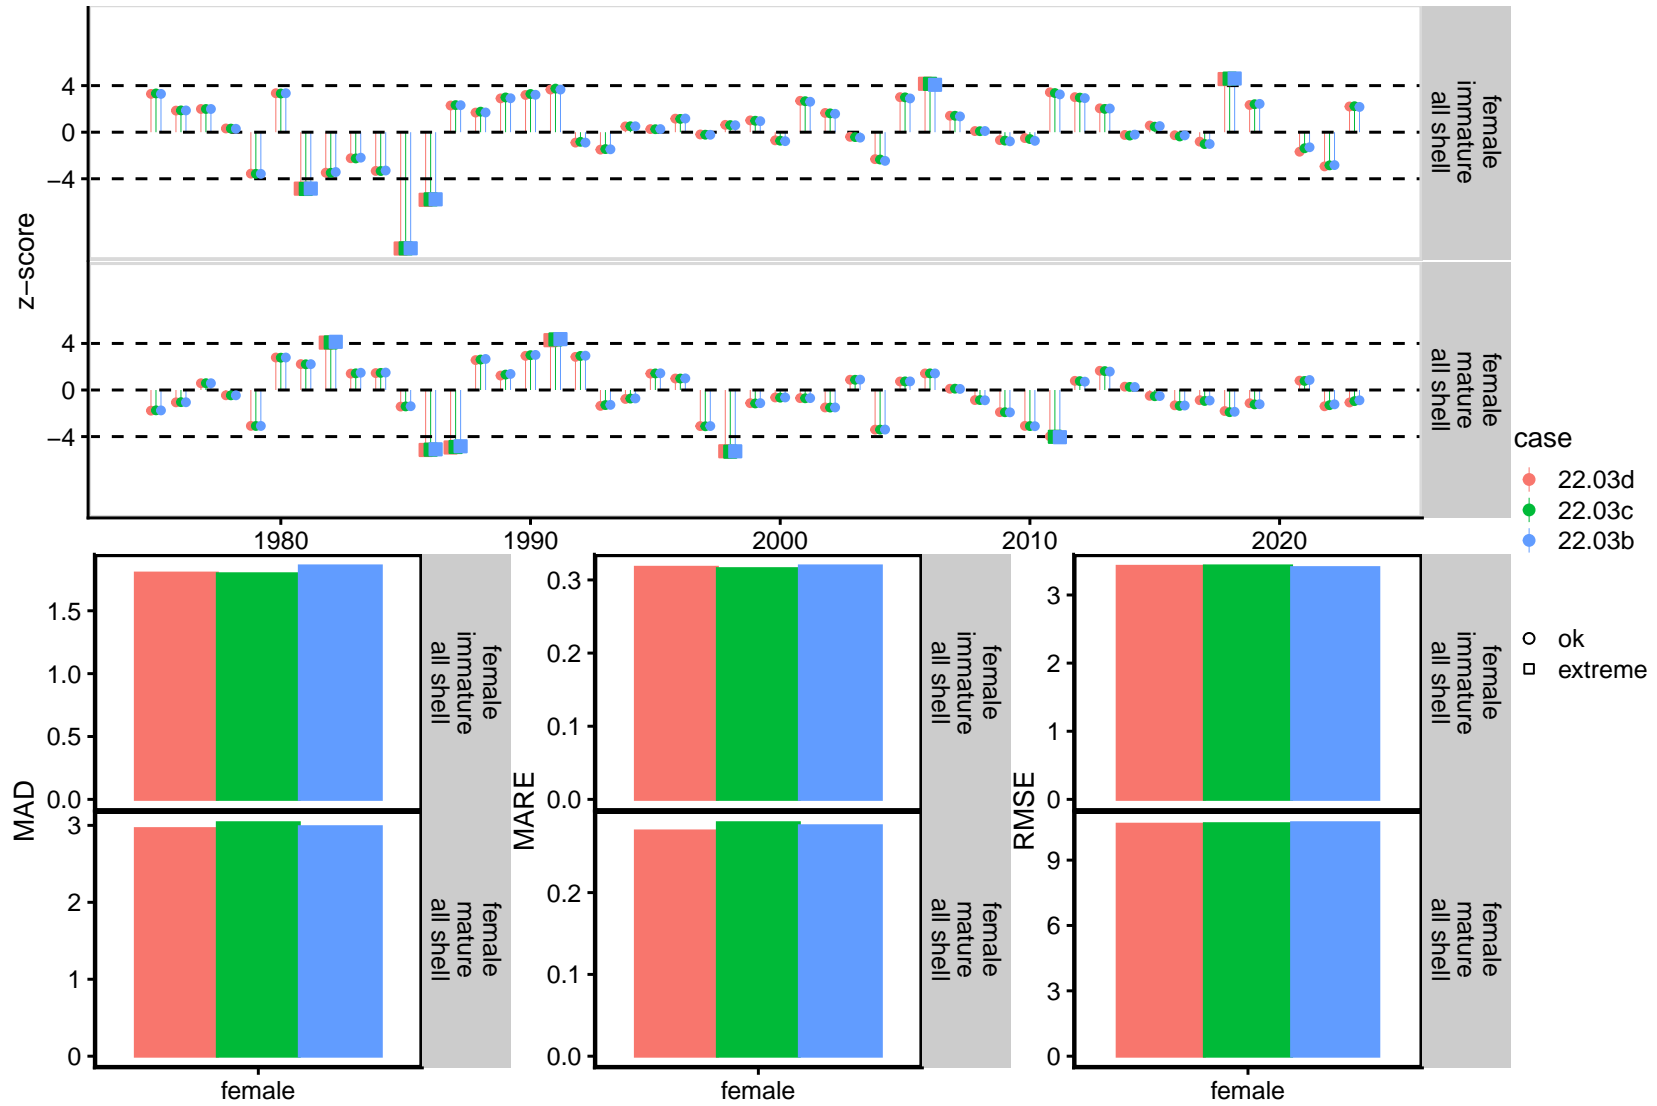 z−score
4
0
−4
female
immature
all shell
4
0
−4
female
mature
all shell
1980
1990
2000
2010
2020
case
22.03d
22.03c
22.03b
ok
extreme
MAD
1.5
1.0
0.5
0.0
female
immature
all shell
3
2
1
0
female
mature
all shell
female
MARE
0.3
0.2
0.1
0.0
female
immature
all shell
0.2
0.1
0.0
female
mature
all shell
female
RMSE
3
2
1
0
female
immature
all shell
9
6
3
0
female
mature
all shell
female